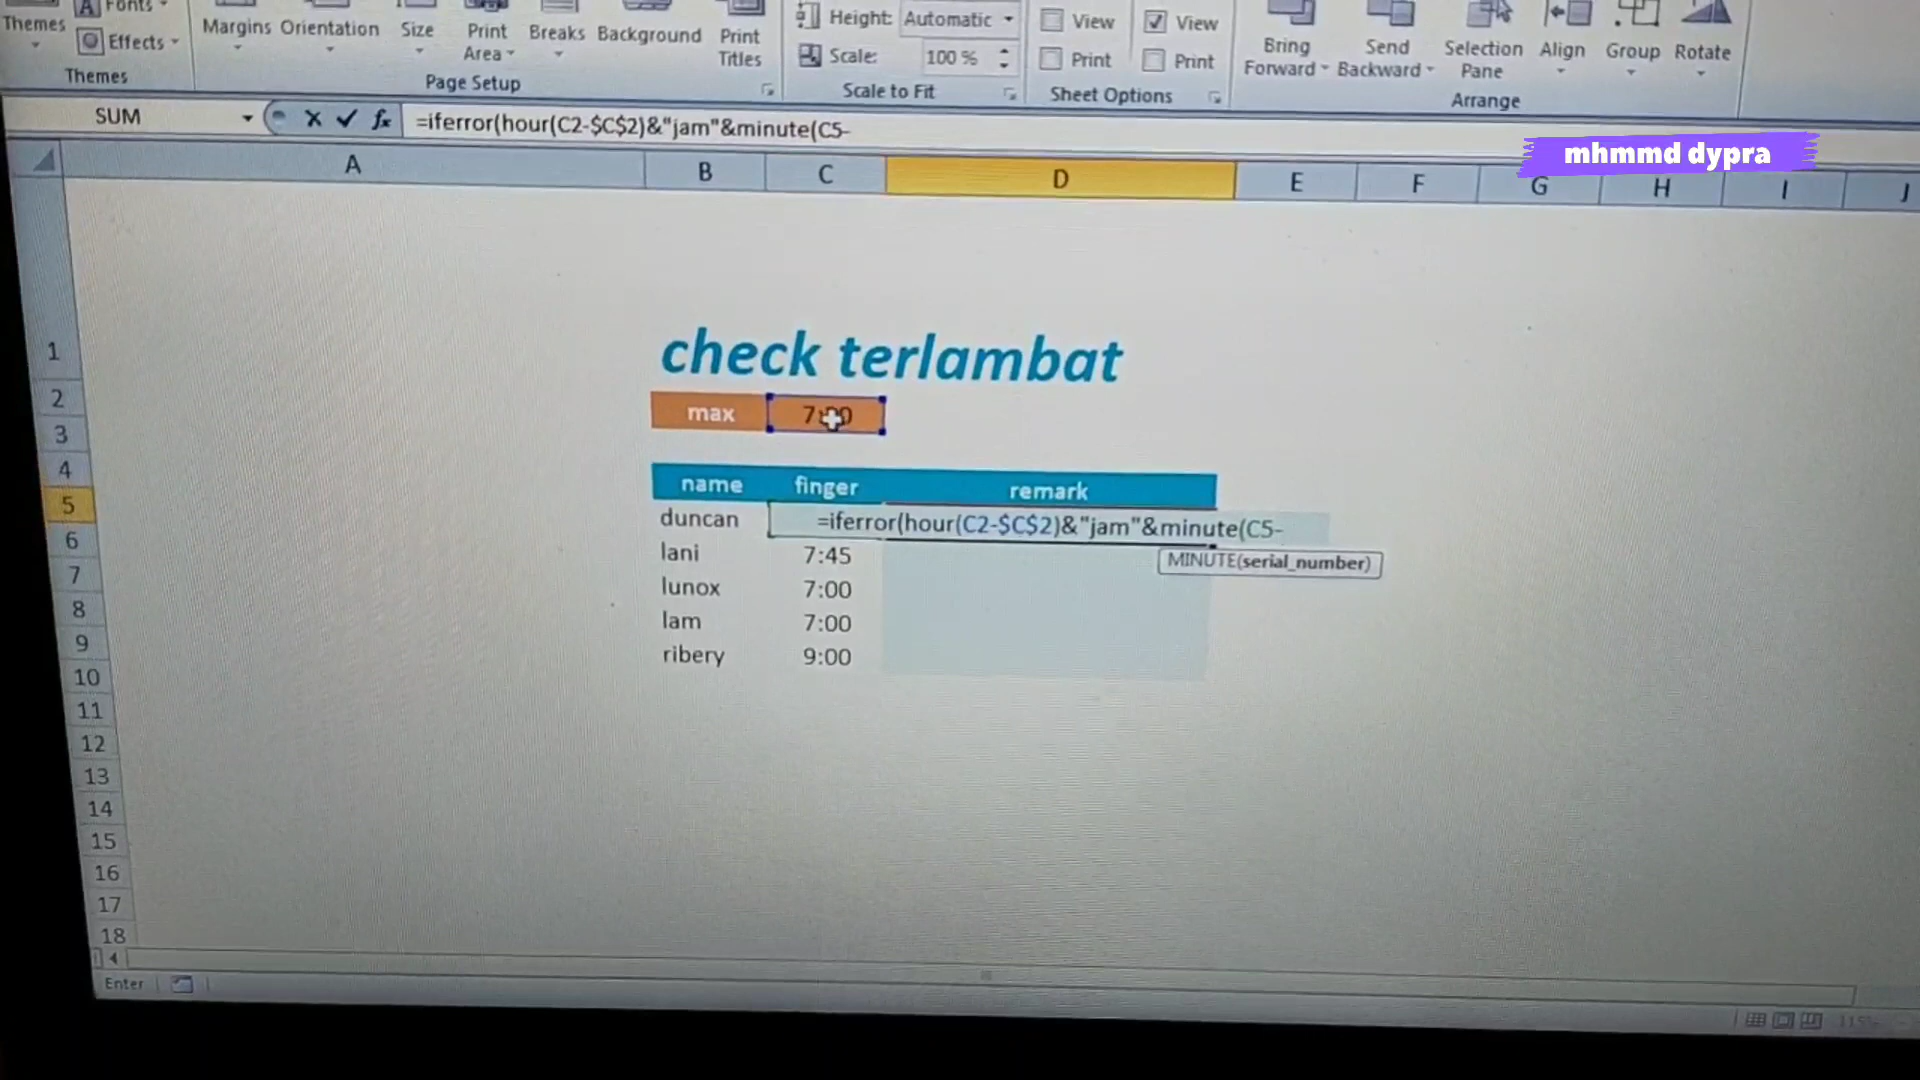 Themes Fonts Margins Orientation Size Print Breaks Background Print Height: Automatic View View Bring Send Selection Align Group Rotate
Effects Area Titles Scale: 100 % Print Print Forward Backward Pane
Themes Page Setup Scale to Fit Sheet Options Arrange
SUM fx =iferror(hour(C2-$C$2)&"jam"&minute(C5-
mhmmd dypra
A B C D E F G H I J
1 check terlambat
2 max 7:00
3
4 name finger remark
5 duncan =iferror(hour(C2-$C$2)&"jam"&minute(C5-
6 lani 7:45 MINUTE(serial_number)
7 lunox 7:00
8 lam 7:00
9 ribery 9:00
10
11
12
13
14
15
16
17
18
Enter
115%